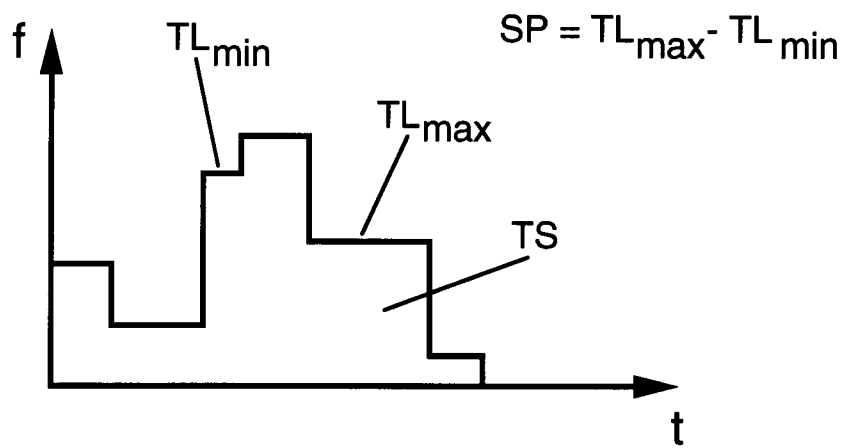 f
TLmin
SP = TLmax- TLmin
TLmax
TS
t